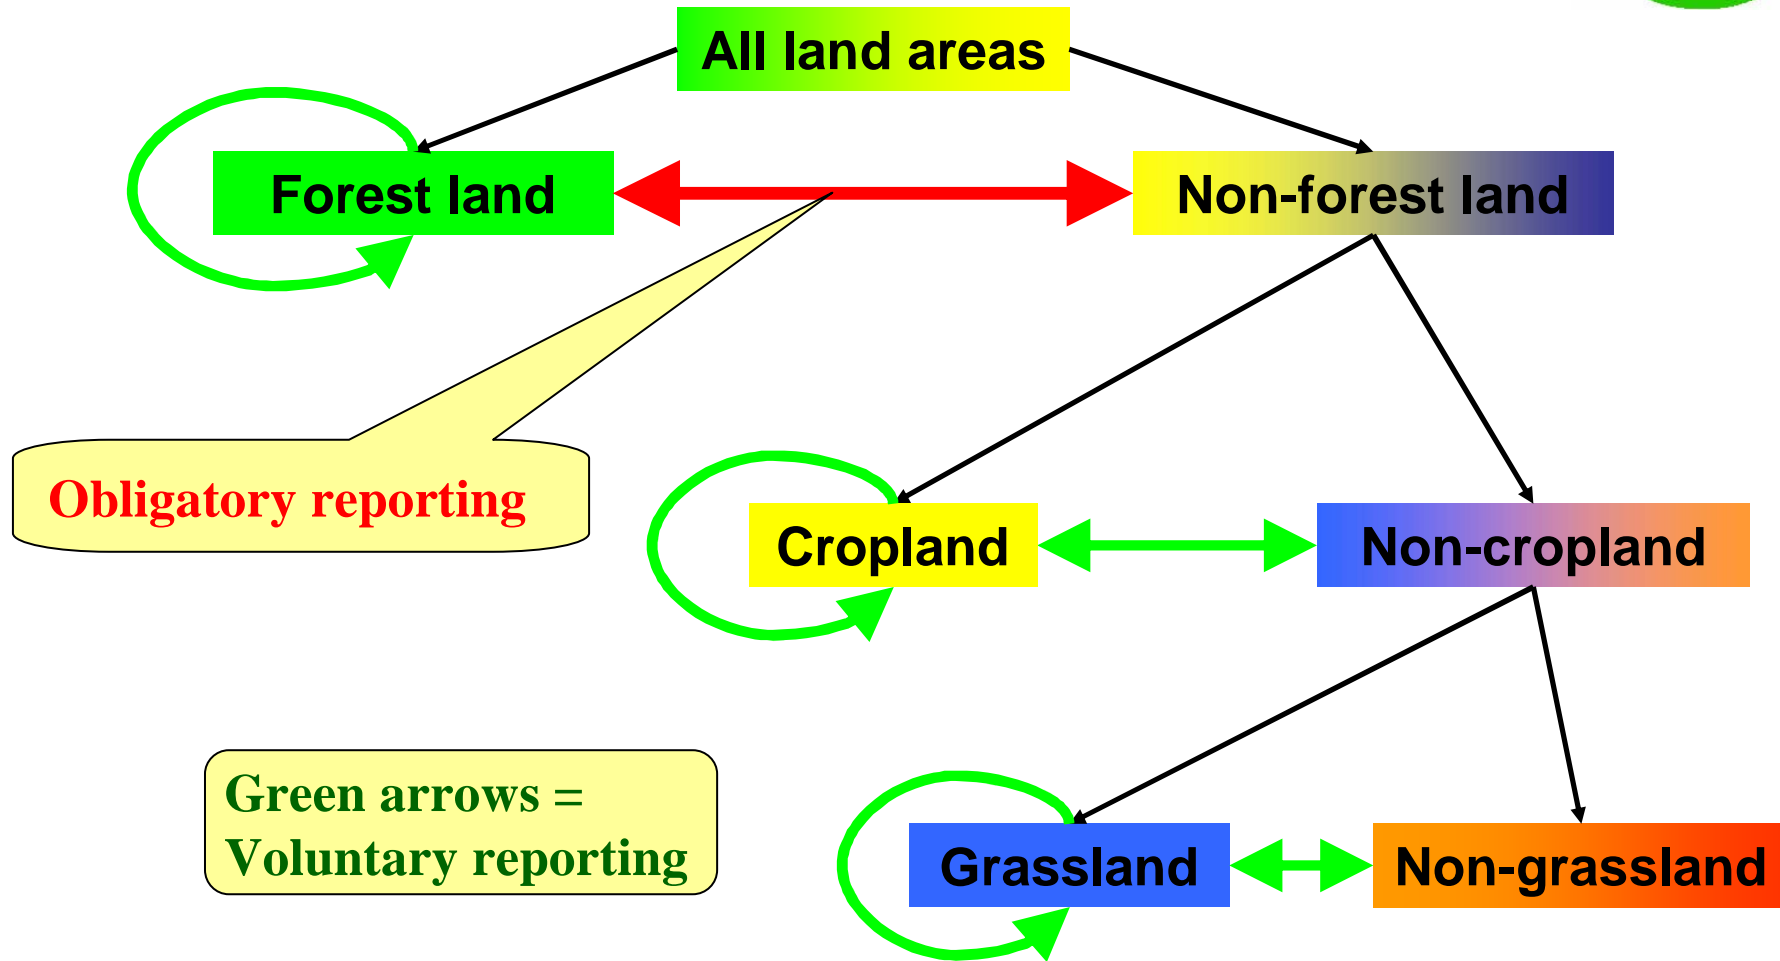 All land areas
Forest land
Non-forest land
Obligatory reporting
Cropland
Non-cropland
Green arrows =
Voluntary reporting
Grassland
Non-grassland